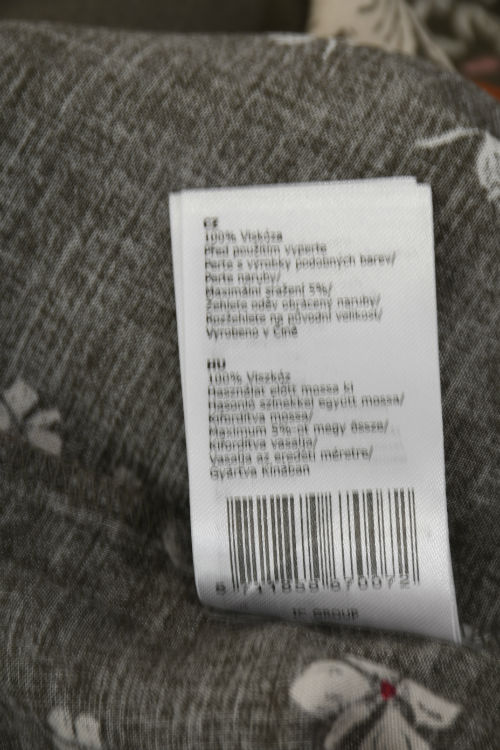 CZ
100% Viskóza
Před použitím vyperte
Perte s výrobky podobných barev/
Perte naruby/
Maximální sražení 5%/
Žehlete oděv obrácený naruby/
Rozžehlete na původní velikost/
Vyrobeno v Číně
HU
100% Viszkóz
Használat előtt mossa ki
Hasonló színekkel együtt mossa/
Kifordítva mossa/
Maximum 5%-ot megy össze/
Kifordítva vasalja/
Vasalja az eredeti méretre/
Gyártva Kínában